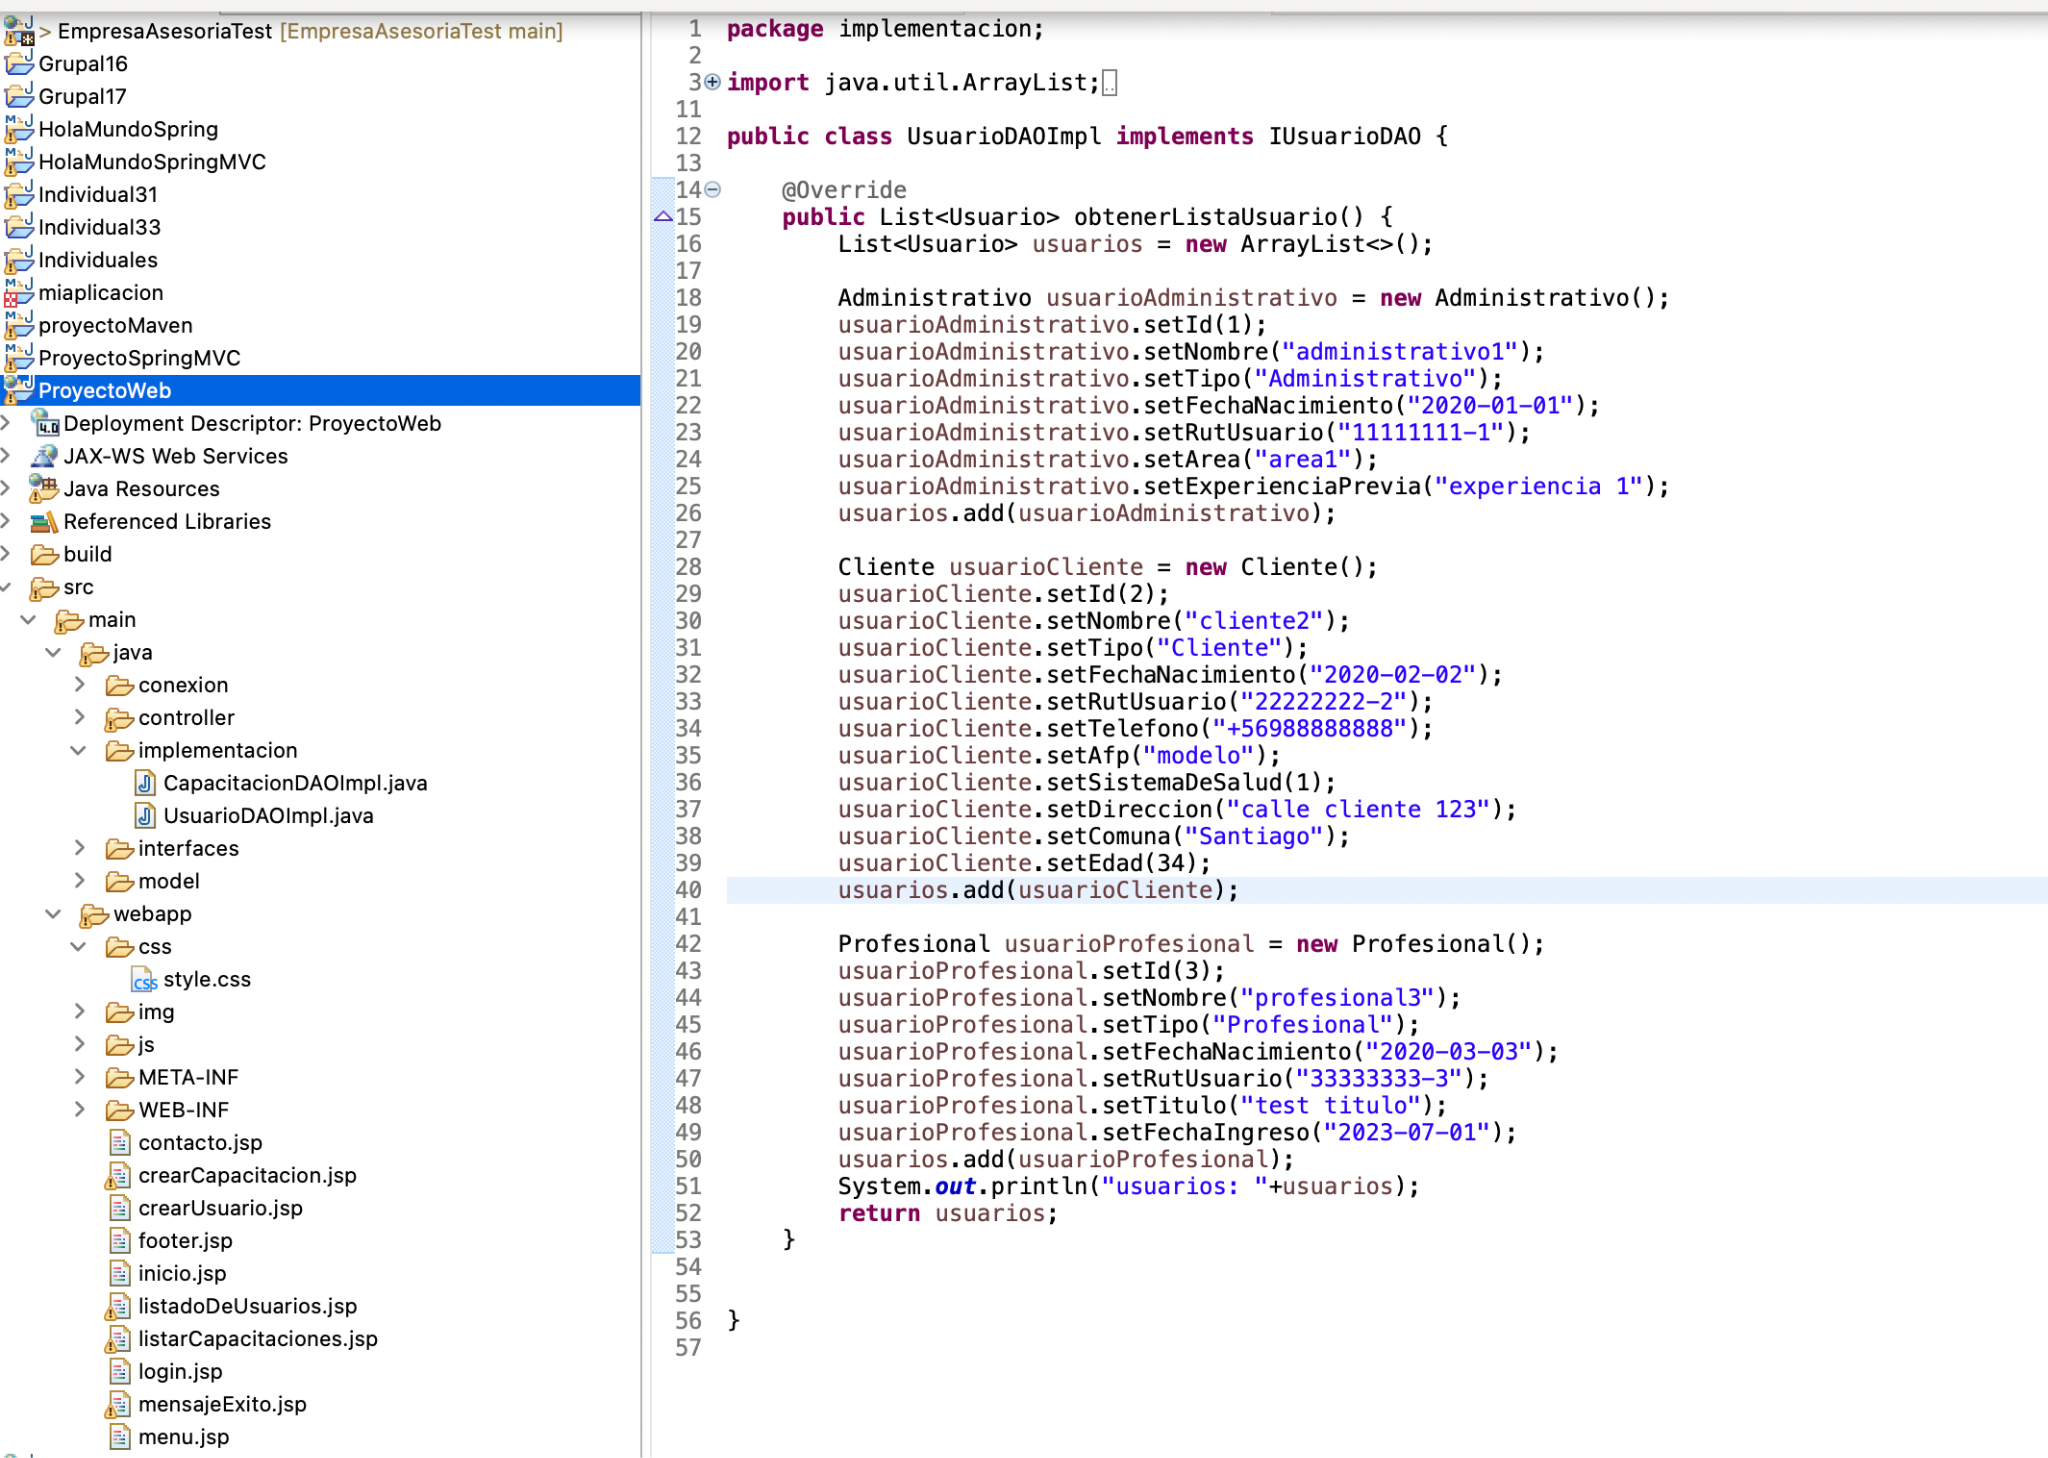 > EmpresaAsesoriaTest [EmpresaAsesoriaTest main]
Grupal16
Grupal17
HolaMundoSpring
HolaMundoSpringMVC
Individual31
Individual33
Individuales
miaplicacion
proyectoMaven
ProyectoSpringMVC
ProyectoWeb
Deployment Descriptor: ProyectoWeb
JAX-WS Web Services
Java Resources
Referenced Libraries
build
src
main
java
conexion
controller
implementacion
CapacitacionDAOImpl.java
UsuarioDAOImpl.java
interfaces
model
webapp
css
style.css
img
js
META-INF
WEB-INF
contacto.jsp
crearCapacitacion.jsp
crearUsuario.jsp
footer.jsp
inicio.jsp
listadoDeUsuarios.jsp
listarCapacitaciones.jsp
login.jsp
mensajeExito.jsp
menu.jsp
1 package implementacion;
2
3 import java.util.ArrayList;
11
12 public class UsuarioDAOImpl implements IUsuarioDAO {
13
14 @Override
15 public List<Usuario> obtenerListaUsuario() {
16 List<Usuario> usuarios = new ArrayList<>();
17
18 Administrativo usuarioAdministrativo = new Administrativo();
19 usuarioAdministrativo.setId(1);
20 usuarioAdministrativo.setNombre("administrativo1");
21 usuarioAdministrativo.setTipo("Administrativo");
22 usuarioAdministrativo.setFechaNacimiento("2020-01-01");
23 usuarioAdministrativo.setRutUsuario("11111111-1");
24 usuarioAdministrativo.setArea("area1");
25 usuarioAdministrativo.setExperienciaPrevia("experiencia 1");
26 usuarios.add(usuarioAdministrativo);
27
28 Cliente usuarioCliente = new Cliente();
29 usuarioCliente.setId(2);
30 usuarioCliente.setNombre("cliente2");
31 usuarioCliente.setTipo("Cliente");
32 usuarioCliente.setFechaNacimiento("2020-02-02");
33 usuarioCliente.setRutUsuario("22222222-2");
34 usuarioCliente.setTelefono("+56988888888");
35 usuarioCliente.setAfp("modelo");
36 usuarioCliente.setSistemaDeSalud(1);
37 usuarioCliente.setDireccion("calle cliente 123");
38 usuarioCliente.setComuna("Santiago");
39 usuarioCliente.setEdad(34);
40 usuarios.add(usuarioCliente);
41
42 Profesional usuarioProfesional = new Profesional();
43 usuarioProfesional.setId(3);
44 usuarioProfesional.setNombre("profesional3");
45 usuarioProfesional.setTipo("Profesional");
46 usuarioProfesional.setFechaNacimiento("2020-03-03");
47 usuarioProfesional.setRutUsuario("33333333-3");
48 usuarioProfesional.setTitulo("test titulo");
49 usuarioProfesional.setFechaIngreso("2023-07-01");
50 usuarios.add(usuarioProfesional);
51 System.out.println("usuarios: "+usuarios);
52 return usuarios;
53 }
54
55
56 }
57